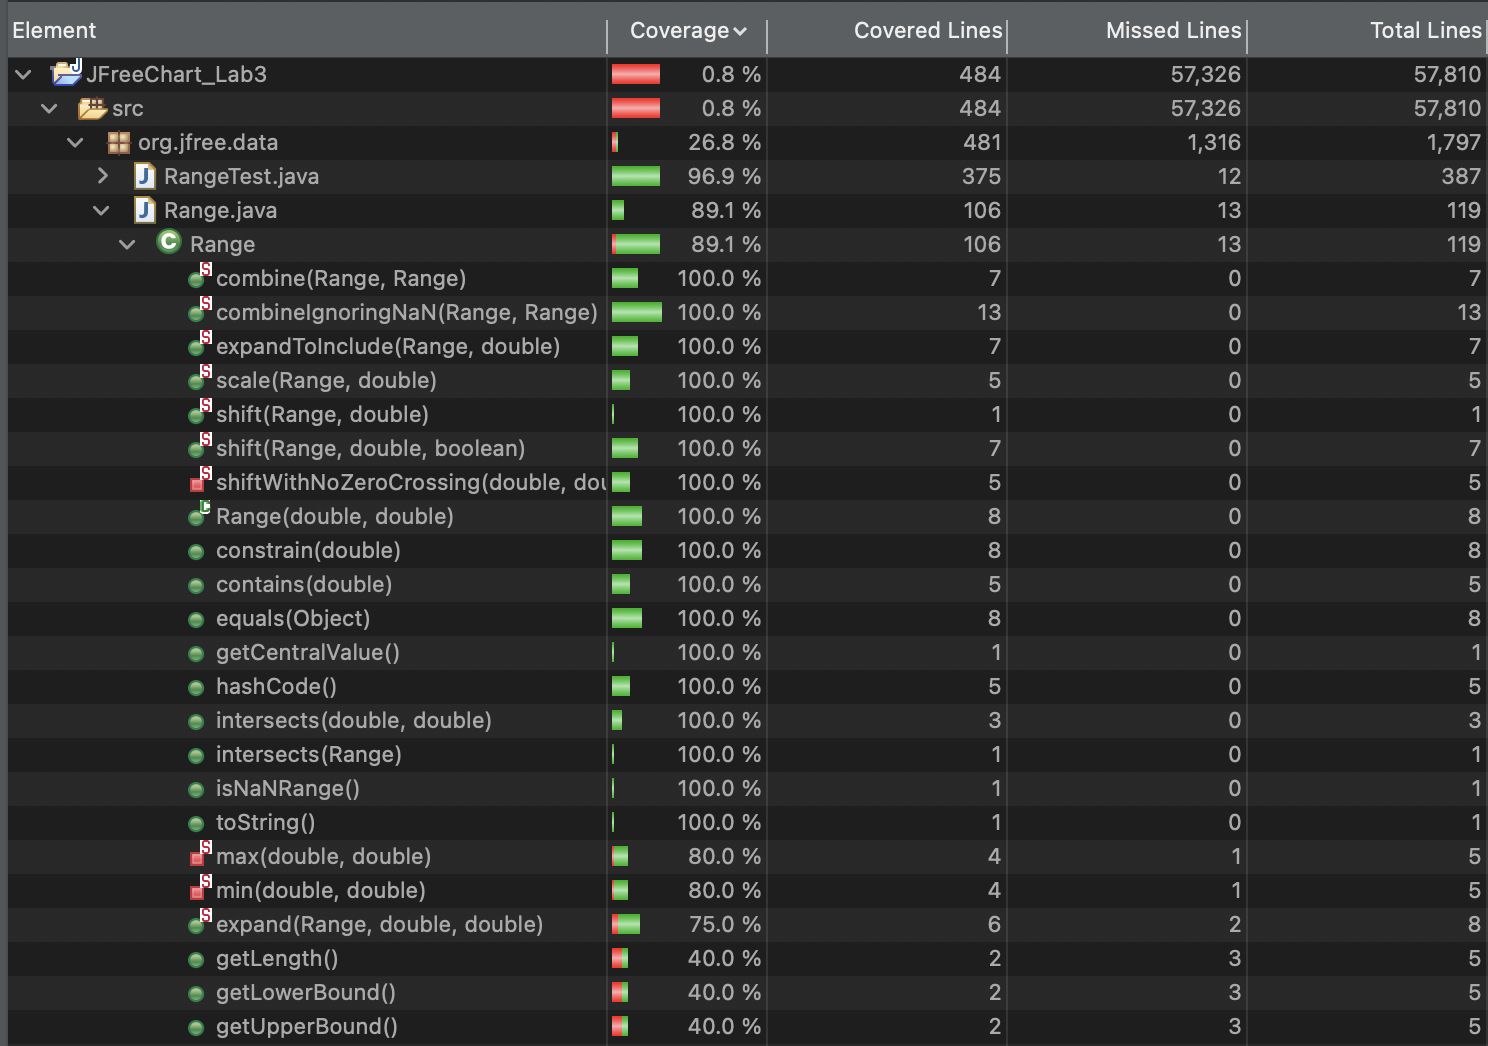 Element Coverage Covered Lines Missed Lines Total Lines
JFreeChart_Lab3 0.8 % 484 57,326 57,810
src 0.8 % 484 57,326 57,810
org.jfree.data 26.8 % 481 1,316 1,797
RangeTest.java 96.9 % 375 12 387
Range.java 89.1 % 106 13 119
Range 89.1 % 106 13 119
combine(Range, Range) 100.0 % 7 0 7
combineIgnoringNaN(Range, Range) 100.0 % 13 0 13
expandToInclude(Range, double) 100.0 % 7 0 7
scale(Range, double) 100.0 % 5 0 5
shift(Range, double) 100.0 % 1 0 1
shift(Range, double, boolean) 100.0 % 7 0 7
shiftWithNoZeroCrossing(double, dou 100.0 % 5 0 5
Range(double, double) 100.0 % 8 0 8
constrain(double) 100.0 % 8 0 8
contains(double) 100.0 % 5 0 5
equals(Object) 100.0 % 8 0 8
getCentralValue() 100.0 % 1 0 1
hashCode() 100.0 % 5 0 5
intersects(double, double) 100.0 % 3 0 3
intersects(Range) 100.0 % 1 0 1
isNaNRange() 100.0 % 1 0 1
toString() 100.0 % 1 0 1
max(double, double) 80.0 % 4 1 5
min(double, double) 80.0 % 4 1 5
expand(Range, double, double) 75.0 % 6 2 8
getLength() 40.0 % 2 3 5
getLowerBound() 40.0 % 2 3 5
getUpperBound() 40.0 % 2 3 5